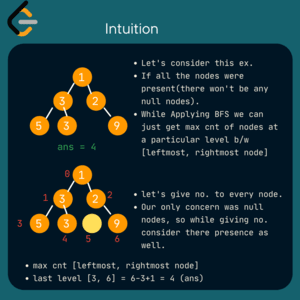 Intuition
• Let's consider this ex.
• If all the nodes were
present(there won't be any
null nodes).
• While Applying BFS we can
just get max cnt of nodes at
a particular level b/w
[leftmost, rightmost node]
1
3 2
5 3 9
ans = 4
• let's give no. to every node.
• Our only concern was null
nodes, so while giving no.
consider there presence as
well.
0 1
1 3 2 2
3 5 3 9
4 5 6
• max cnt [leftmost, rightmost node]
• last level [3, 6] = 6-3+1 = 4 (ans)